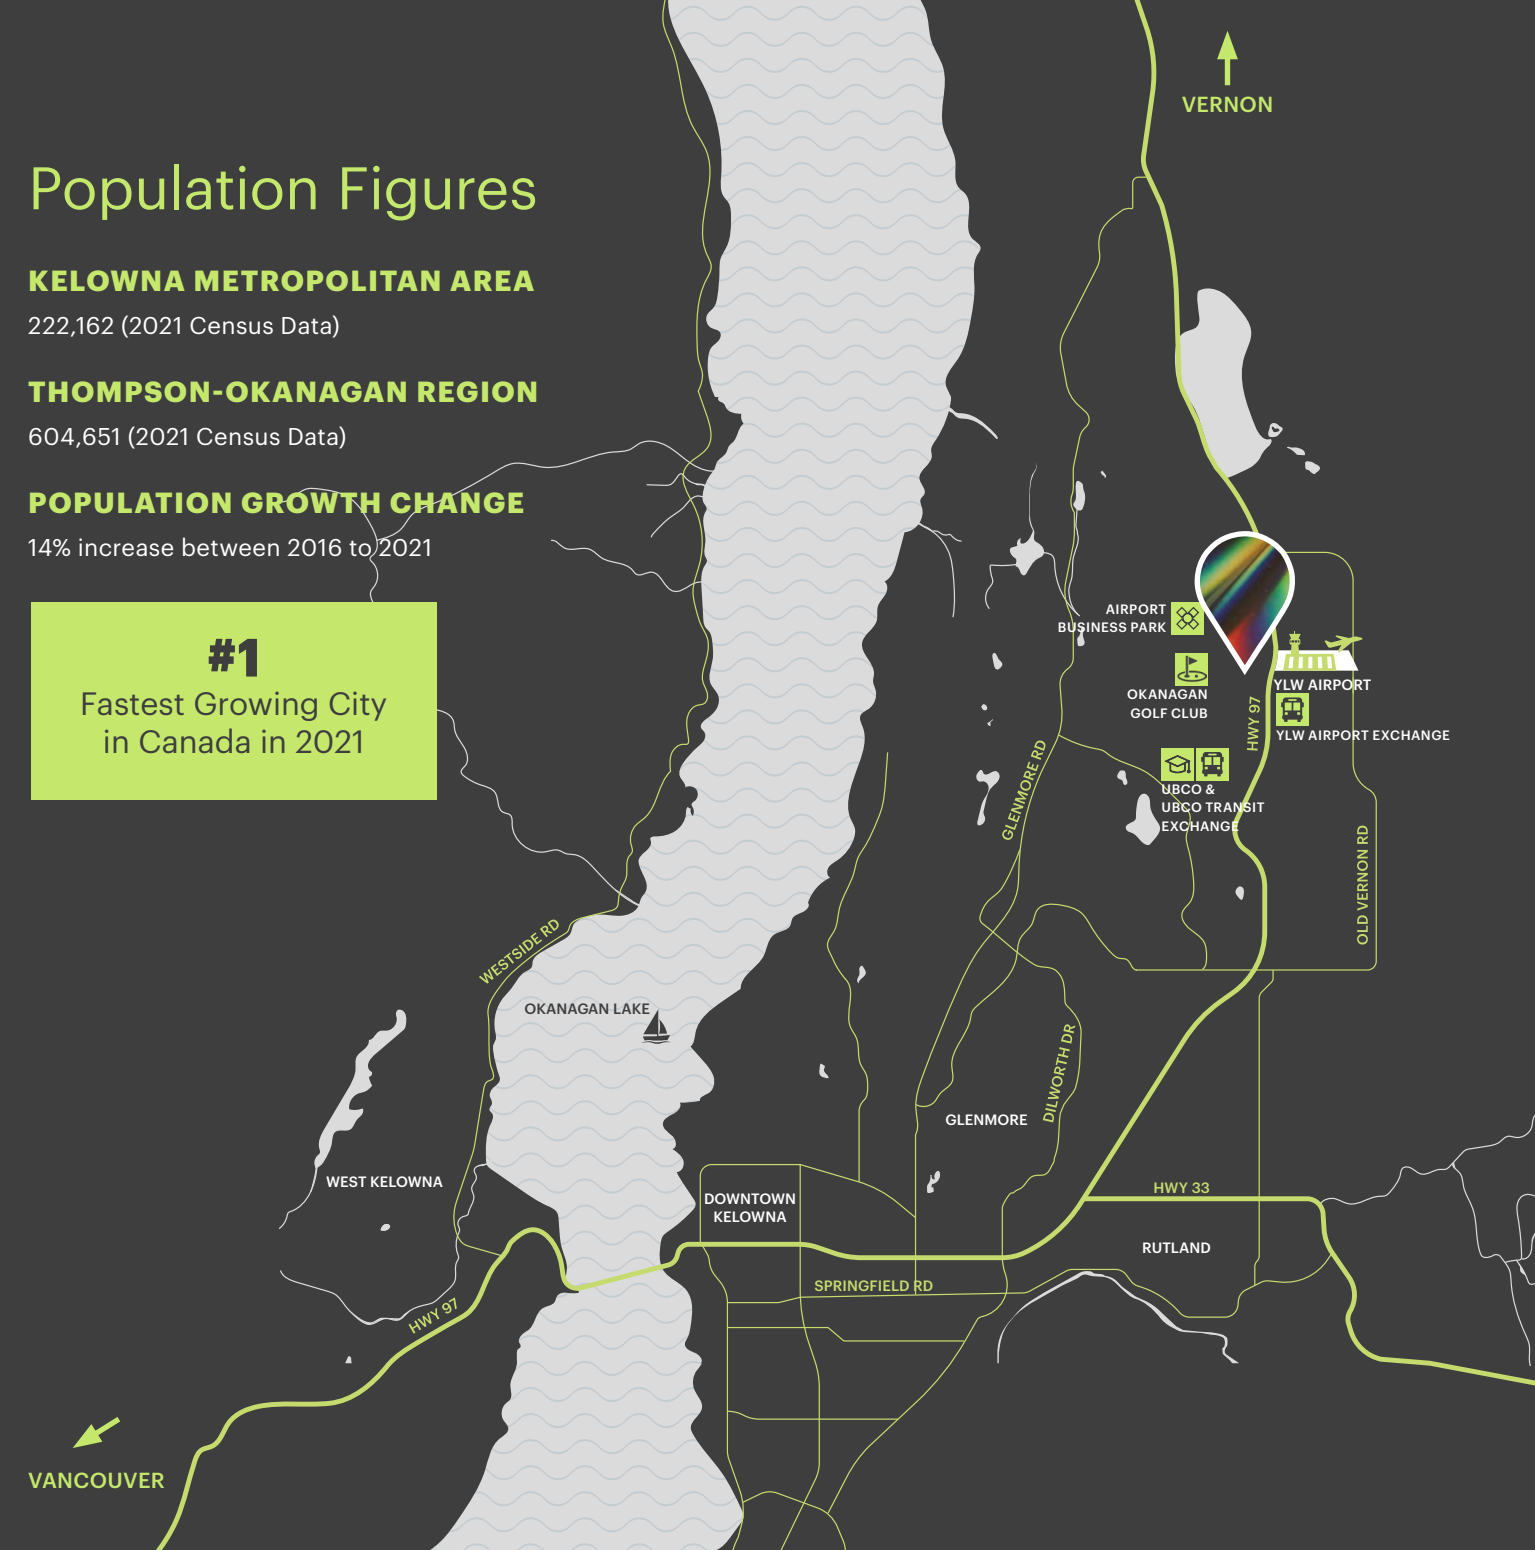 VERNON
Population Figures
KELOWNA METROPOLITAN AREA
222,162 (2021 Census Data)
THOMPSON-OKANAGAN REGION
604,651 (2021 Census Data)
POPULATION GROWTH CHANGE
14% increase between 2016 to 2021
#1
Fastest Growing City
in Canada in 2021
AIRPORT
BUSINESS PARK
OKANAGAN
GOLF CLUB
YLW AIRPORT
HWY 97
YLW AIRPORT EXCHANGE
UBCO &
UBCO TRANSIT
EXCHANGE
GLENMORE RD
OLD VERNON RD
WESTSIDE RD
OKANAGAN LAKE
DILWORTH DR
GLENMORE
WEST KELOWNA
DOWNTOWN
KELOWNA
HWY 33
RUTLAND
SPRINGFIELD RD
HWY 97
VANCOUVER